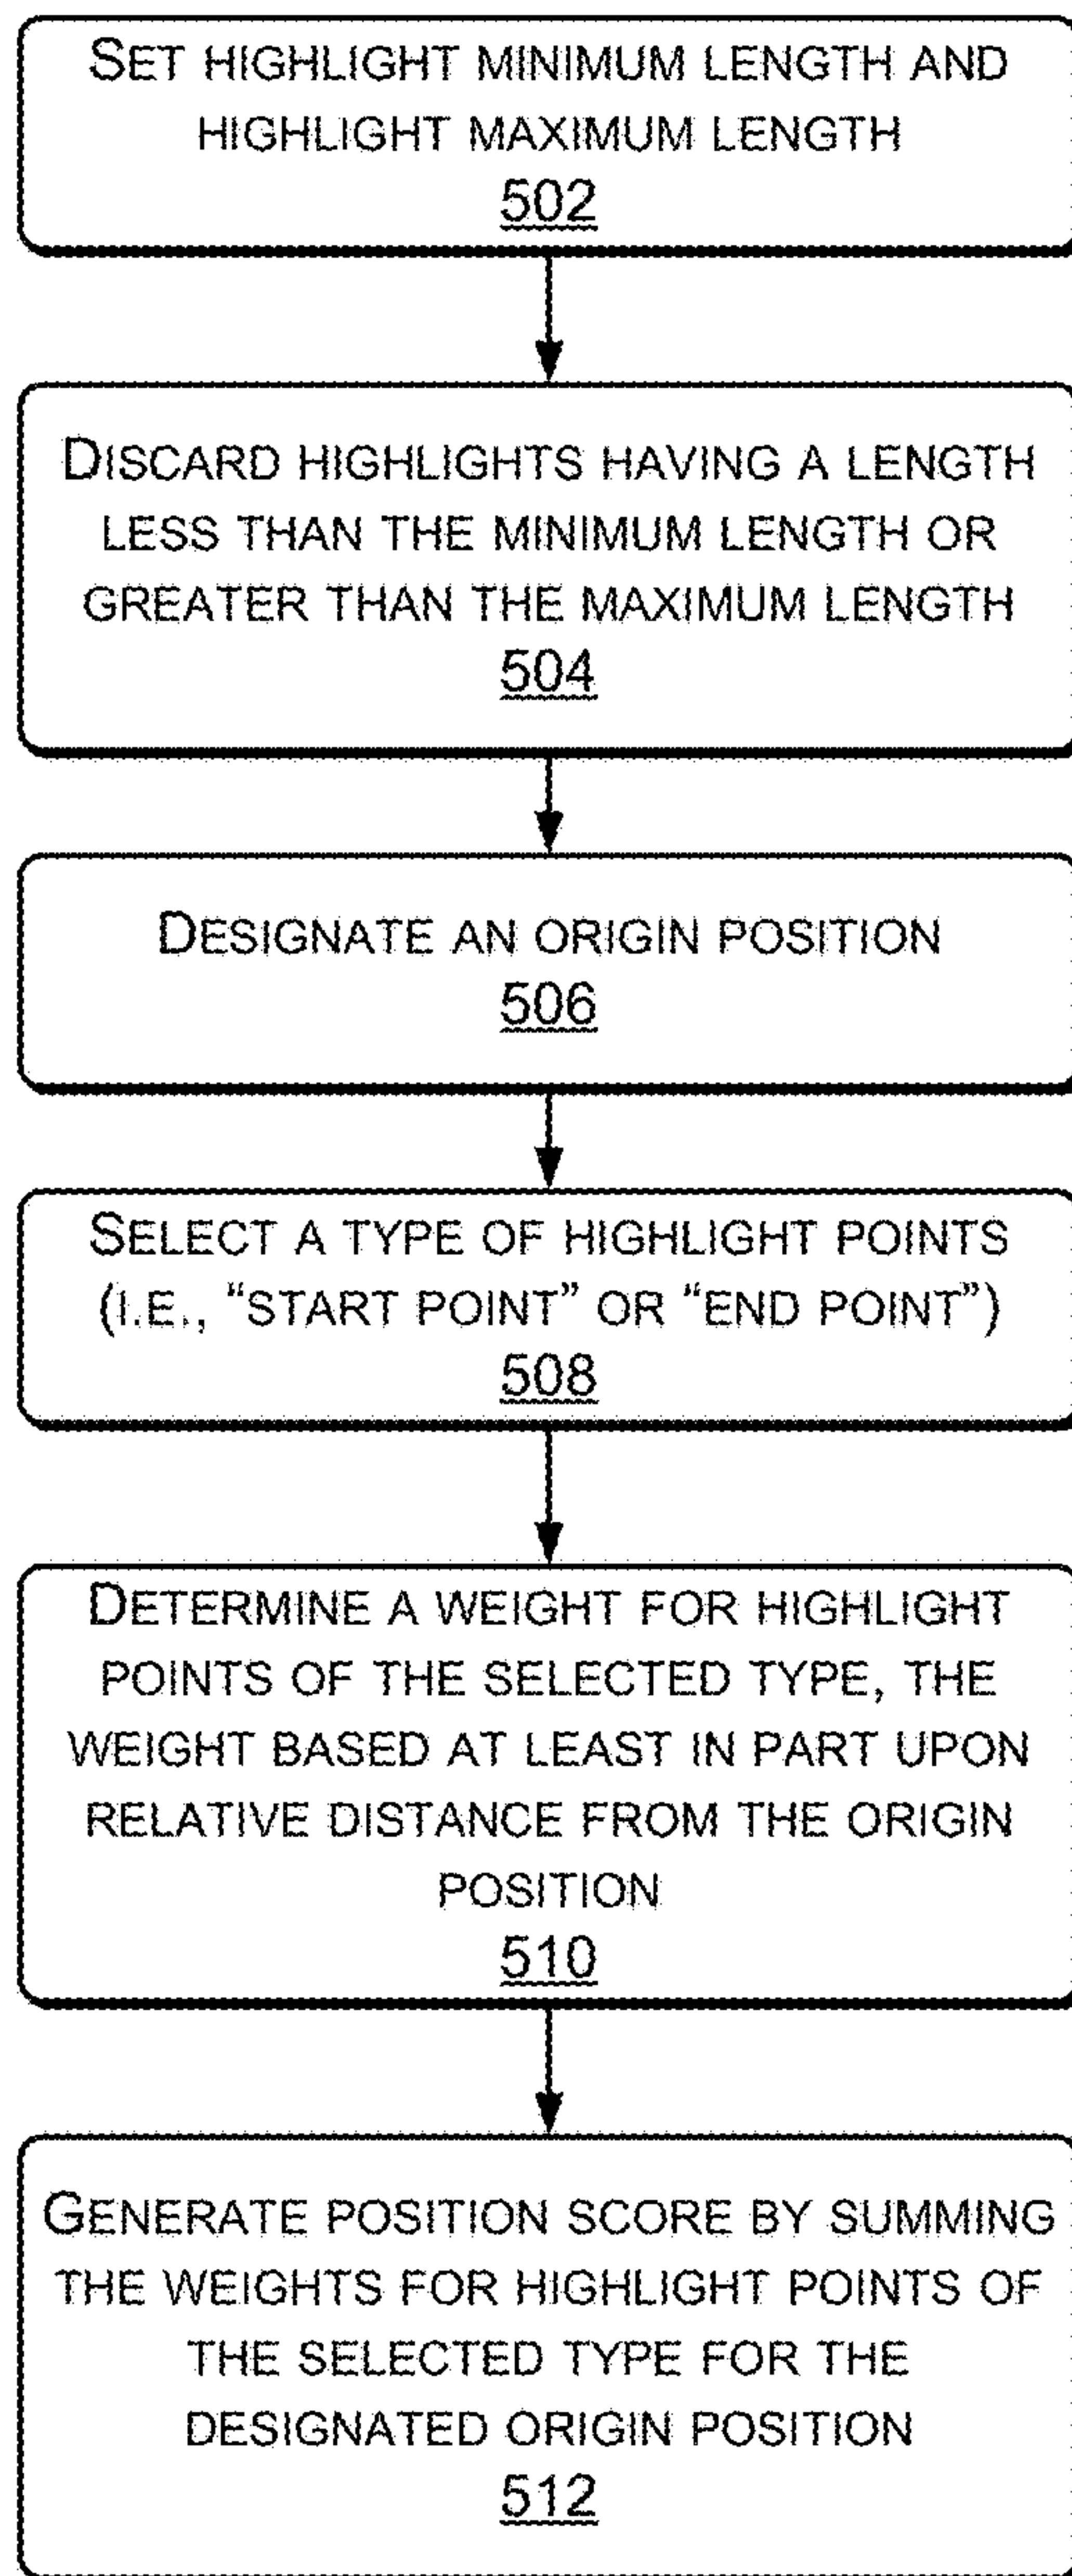 SET HIGHLIGHT MINIMUM LENGTH AND
HIGHLIGHT MAXIMUM LENGTH
502
DISCARD HIGHLIGHTS HAVING A LENGTH
LESS THAN THE MINIMUM LENGTH OR
GREATER THAN THE MAXIMUM LENGTH
504
DESIGNATE AN ORIGIN POSITION
506
SELECT A TYPE OF HIGHLIGHT POINTS
(I.E., “START POINT” OR “END POINT”)
508
DETERMINE A WEIGHT FOR HIGHLIGHT
POINTS OF THE SELECTED TYPE, THE
WEIGHT BASED AT LEAST IN PART UPON
RELATIVE DISTANCE FROM THE ORIGIN
POSITION
510
GENERATE POSITION SCORE BY SUMMING
THE WEIGHTS FOR HIGHLIGHT POINTS OF
THE SELECTED TYPE FOR THE
DESIGNATED ORIGIN POSITION
512